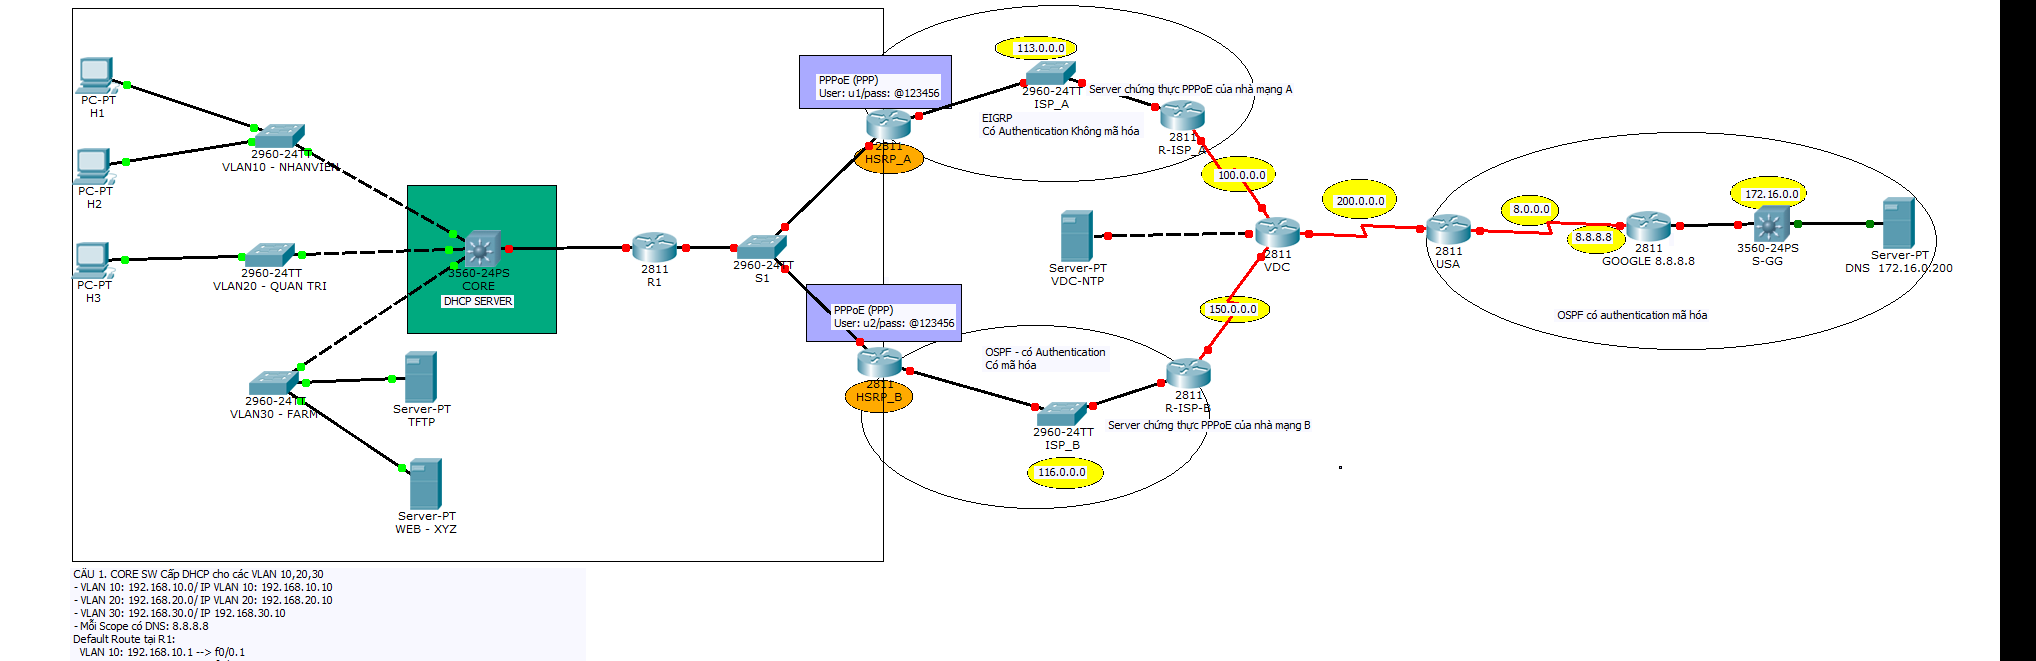 PC-PT
H1
PC-PT
H2
PC-PT
H3
2960-24TT
VLAN10 - NHANVIEN
2960-24TT
VLAN20 - QUAN TRI
2960-24TT
VLAN30 - FARM
3560-24PS
CORE
DHCP SERVER
Server-PT
TFTP
Server-PT
WEB - XYZ
2811
R1
2960-24TT
S1
PPPoE (PPP)
User: u1/pass: @123456
2811
HSRP_A
PPPoE (PPP)
User: u2/pass: @123456
2811
HSRP_B
113.0.0.0
2960-24TT
ISP_A
Server chứng thực PPPoE của nhà mạng A
EIGRP
Có Authentication Không mã hóa
2811
R-ISP_A
100.0.0.0
Server-PT
VDC-NTP
2811
VDC
150.0.0.0
OSPF - có Authentication
Có mã hóa
2811
R-ISP-B
2960-24TT
ISP_B
Server chứng thực PPPoE của nhà mạng B
116.0.0.0
200.0.0.0
2811
USA
8.0.0.0
8.8.8.8
2811
GOOGLE 8.8.8.8
172.16.0.0
3560-24PS
S-GG
Server-PT
DNS 172.16.0.200
OSPF có authentication mã hóa
CÂU 1. CORE SW Cấp DHCP cho các VLAN 10,20,30
- VLAN 10: 192.168.10.0/ IP VLAN 10: 192.168.10.10
- VLAN 20: 192.168.20.0/ IP VLAN 20: 192.168.20.10
- VLAN 30: 192.168.30.0/ IP 192.168.30.10
- Mỗi Scope có DNS: 8.8.8.8
Default Route tại R1:
VLAN 10: 192.168.10.1 --> f0/0.1